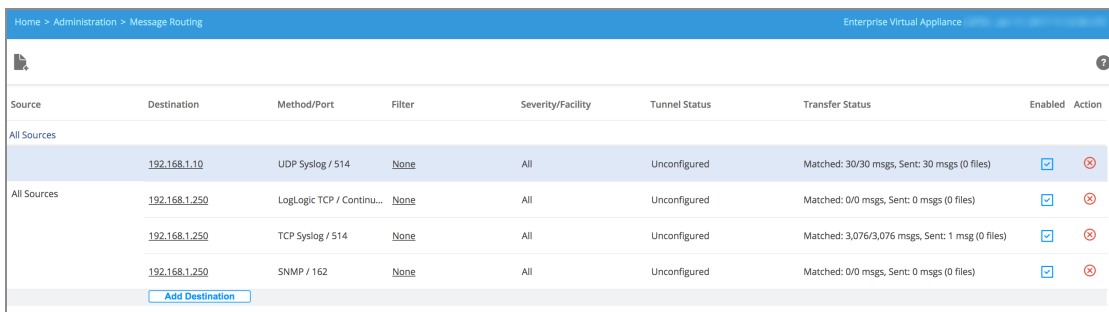 Home > Administration > Message Routing Enterprise Virtual Appliance
?
Source Destination Method/Port Filter Severity/Facility Tunnel Status Transfer Status Enabled Action
All Sources
192.168.1.10 UDP Syslog / 514 None All Unconfigured Matched: 30/30 msgs, Sent: 30 msgs (0 files)
All Sources 192.168.1.250 LogLogic TCP / Continu... None All Unconfigured Matched: 0/0 msgs, Sent: 0 msgs (0 files)
192.168.1.250 TCP Syslog / 514 None All Unconfigured Matched: 3,076/3,076 msgs, Sent: 1 msg (0 files)
192.168.1.250 SNMP / 162 None All Unconfigured Matched: 0/0 msgs, Sent: 0 msgs (0 files)
Add Destination